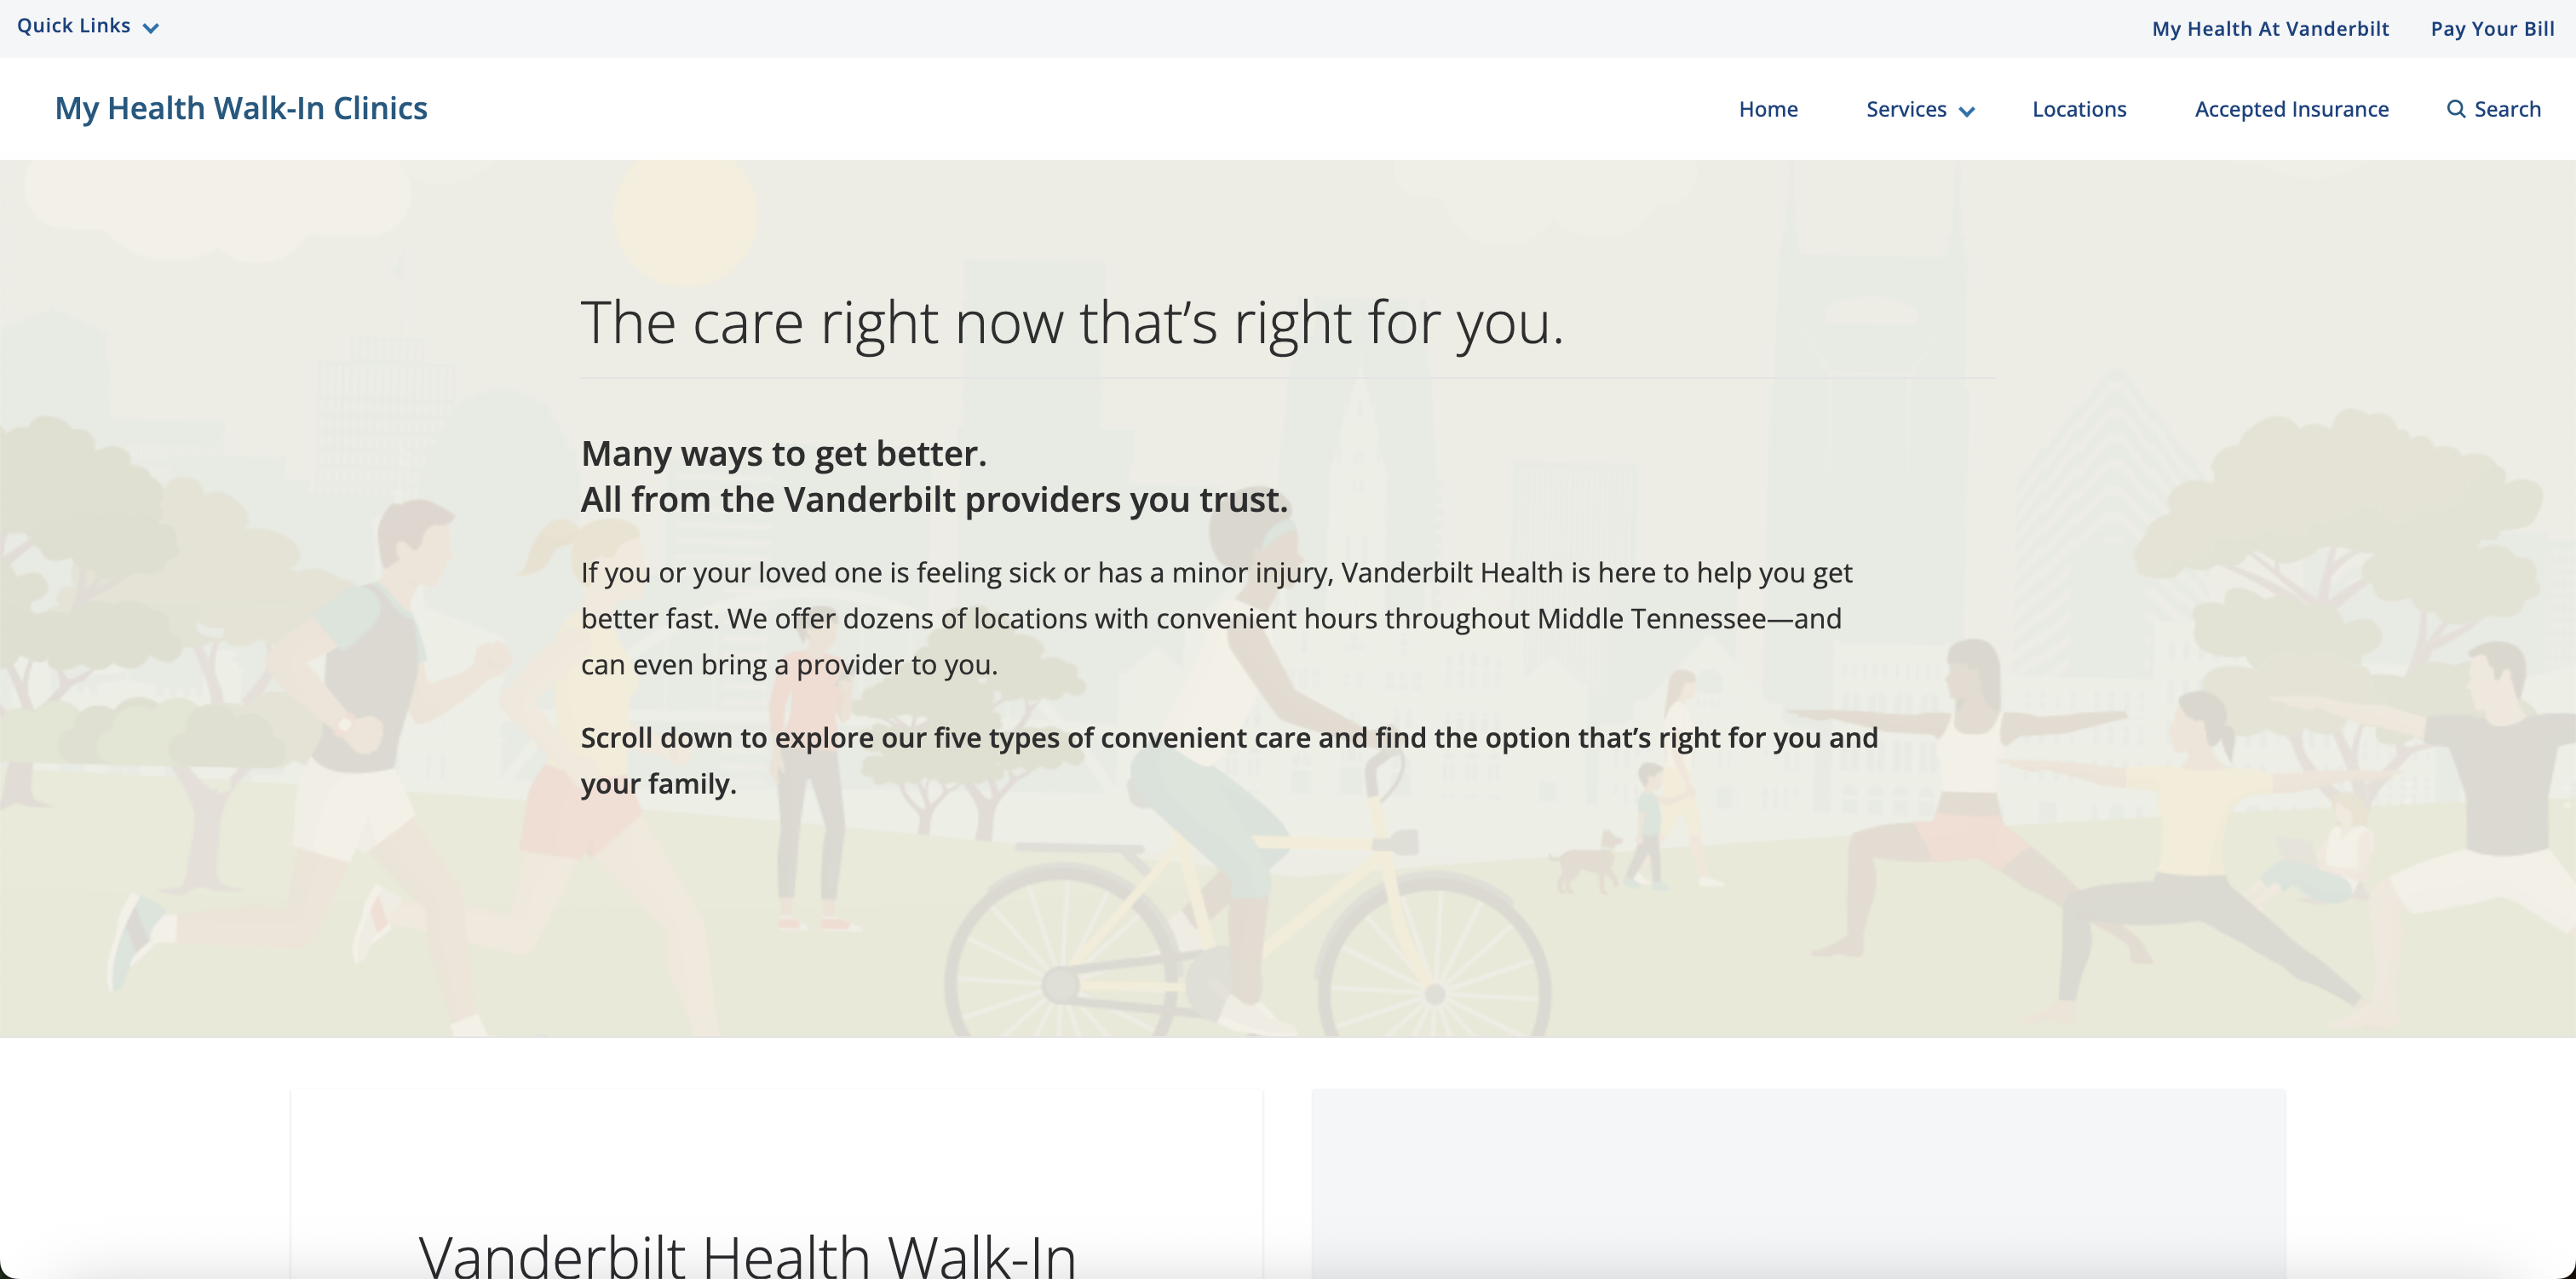 Quick Links
My Health At Vanderbilt
Pay Your Bill
My Health Walk-In Clinics
Home
Services
Locations
Accepted Insurance
Search
The care right now that’s right for you.
Many ways to get better.
All from the Vanderbilt providers you trust.
If you or your loved one is feeling sick or has a minor injury, Vanderbilt Health is here to help you get
better fast. We offer dozens of locations with convenient hours throughout Middle Tennessee—and
can even bring a provider to you.
Scroll down to explore our five types of convenient care and find the option that’s right for you and
your family.
Vanderbilt Health Walk-In